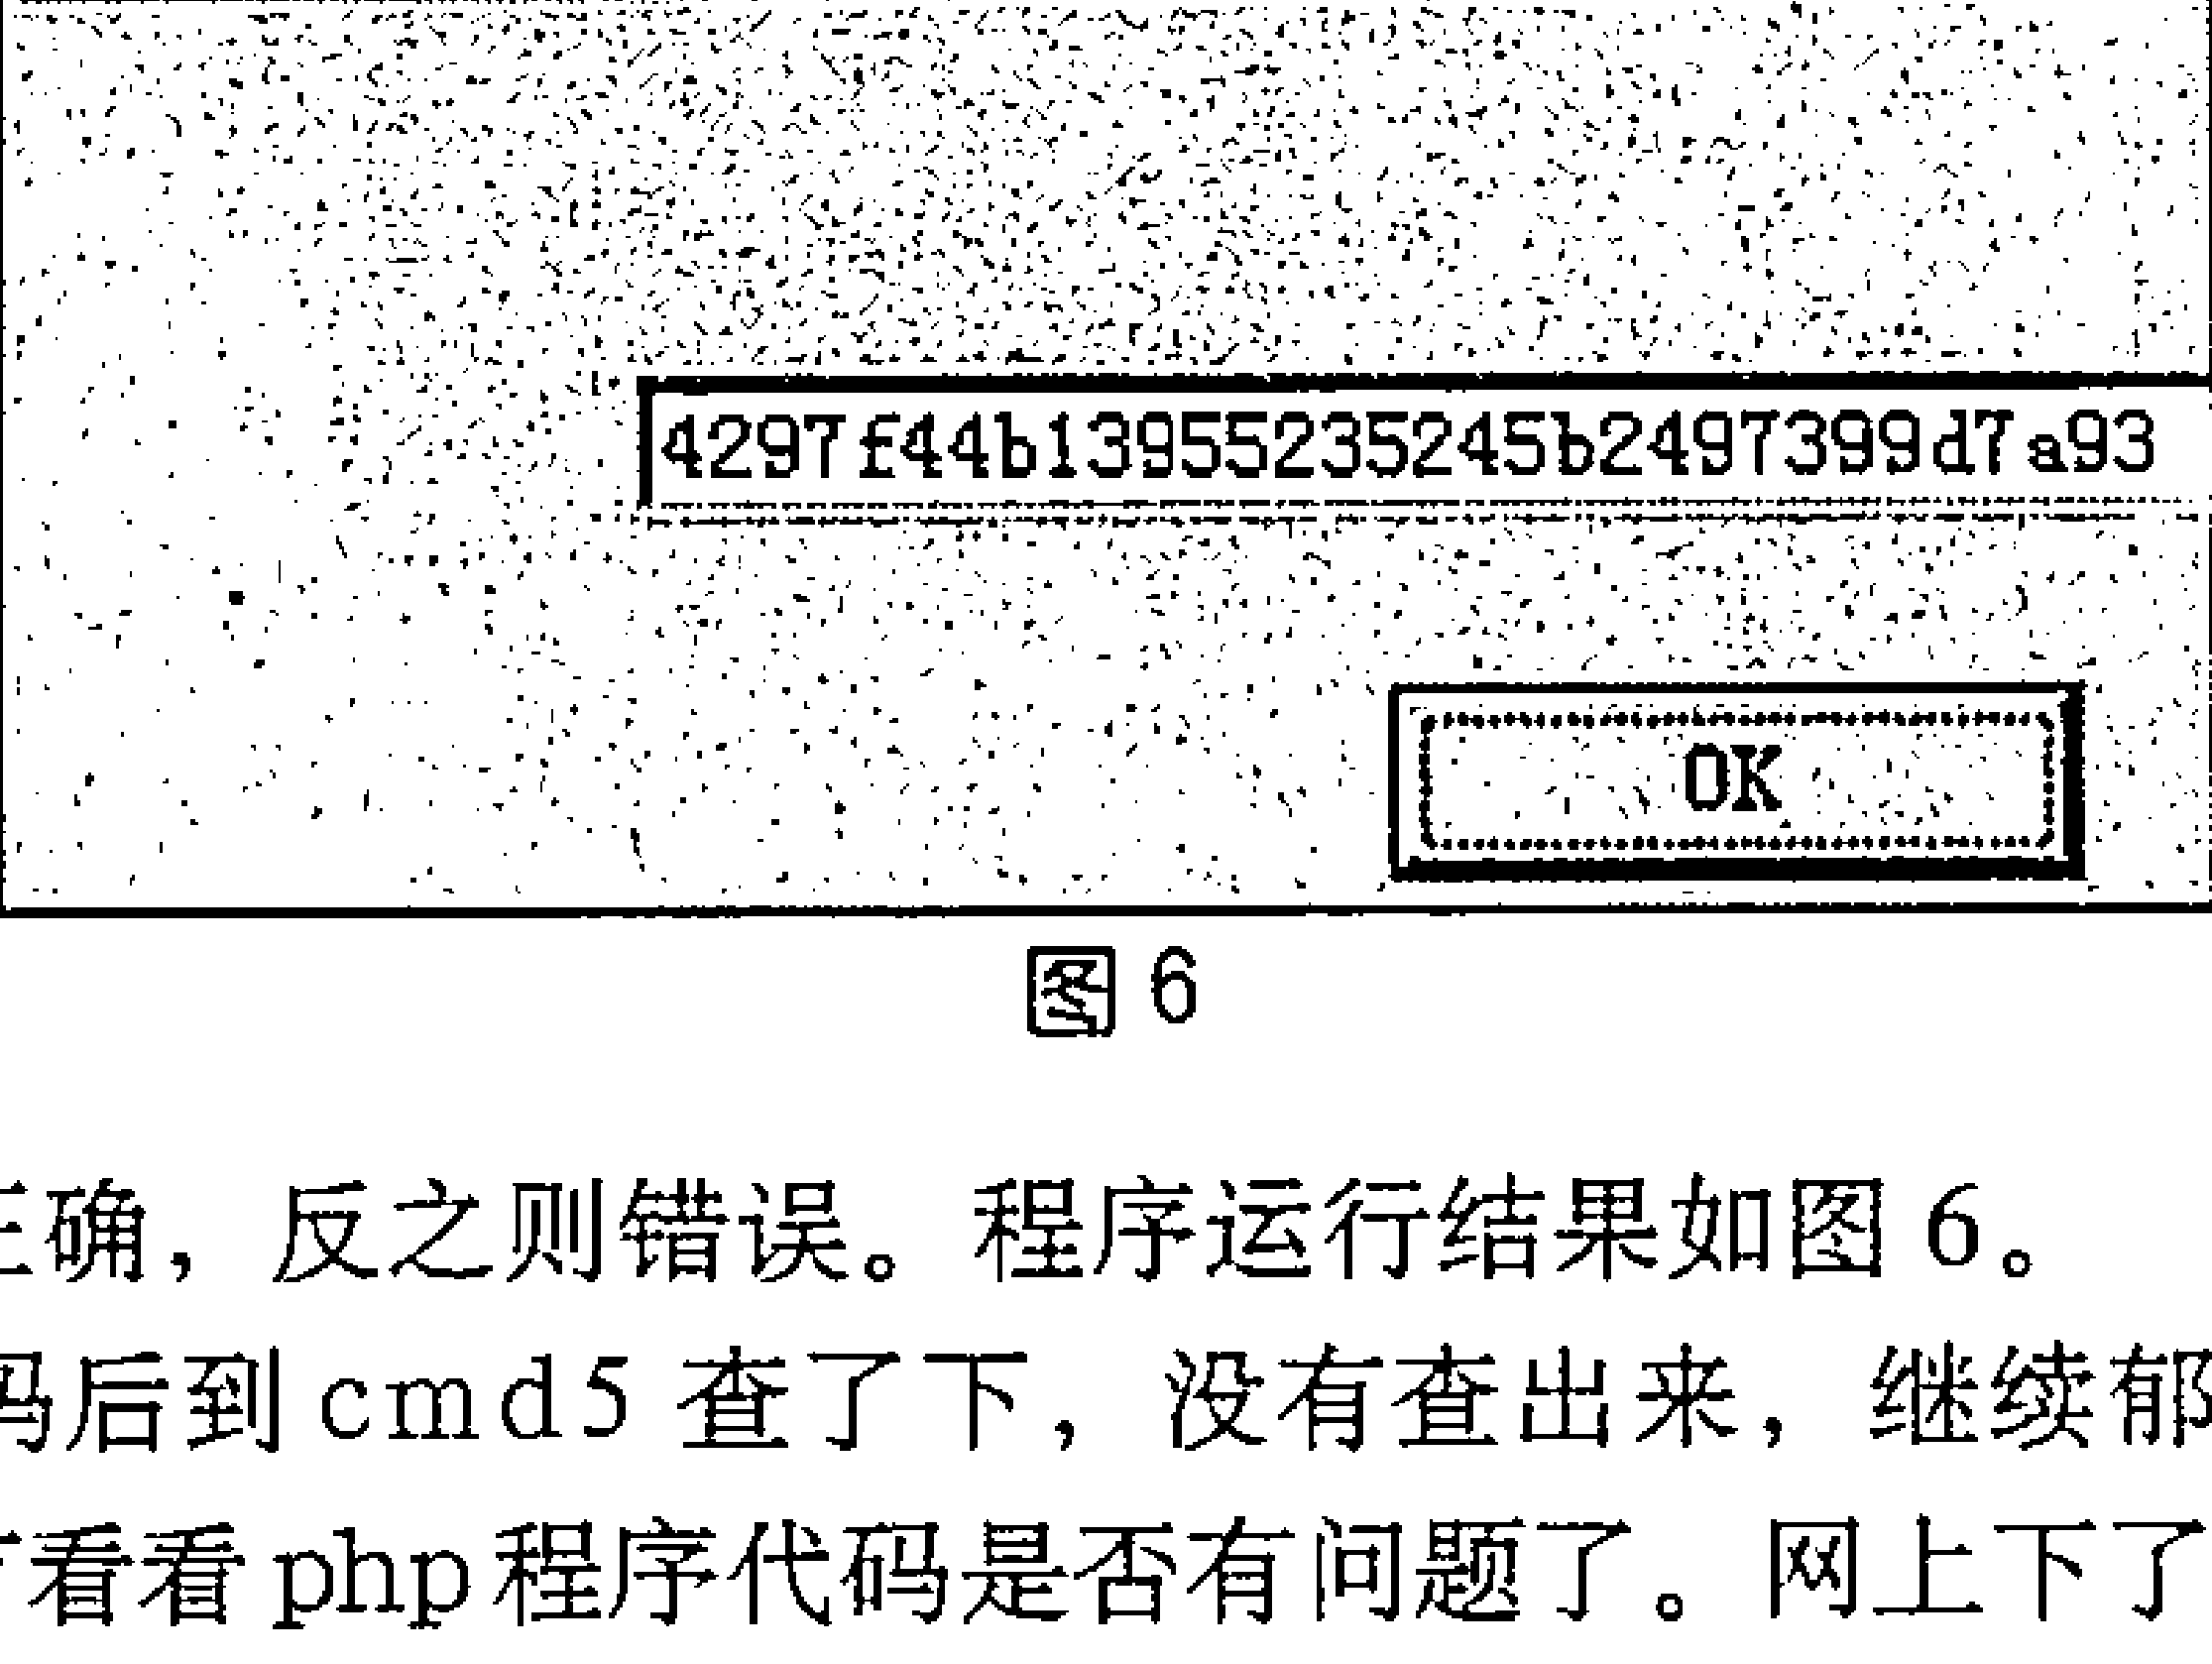 4297f44b13955235245b2497399d7a93
OK
图 6
正确，反之则错误。程序运行结果如图 6。
码后到cmd5查了下，没有查出来，继续郁
看看php程序代码是否有问题了。网上下了